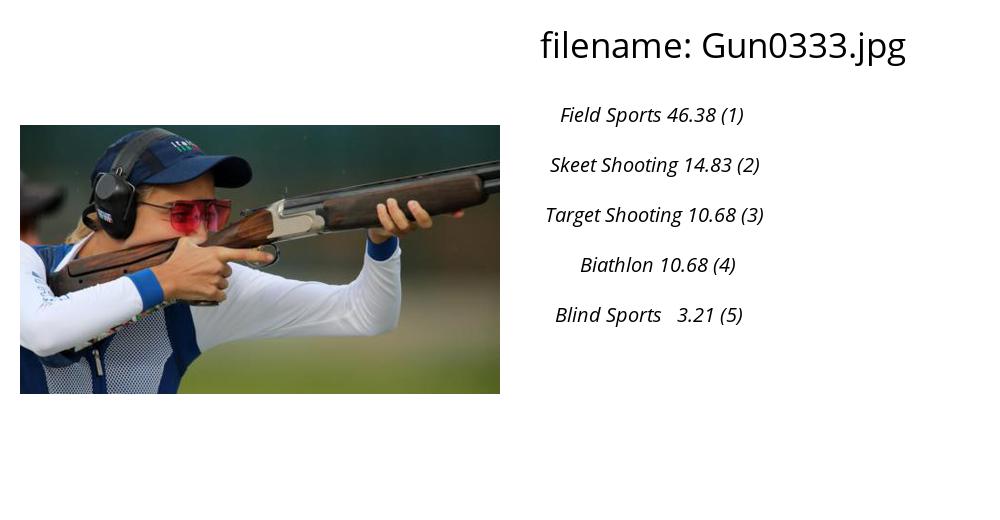 filename: Gun0333.jpg
Field Sports 46.38 (1)
Skeet Shooting 14.83 (2)
Target Shooting 10.68 (3)
Biathlon 10.68 (4)
Blind Sports 3.21 (5)